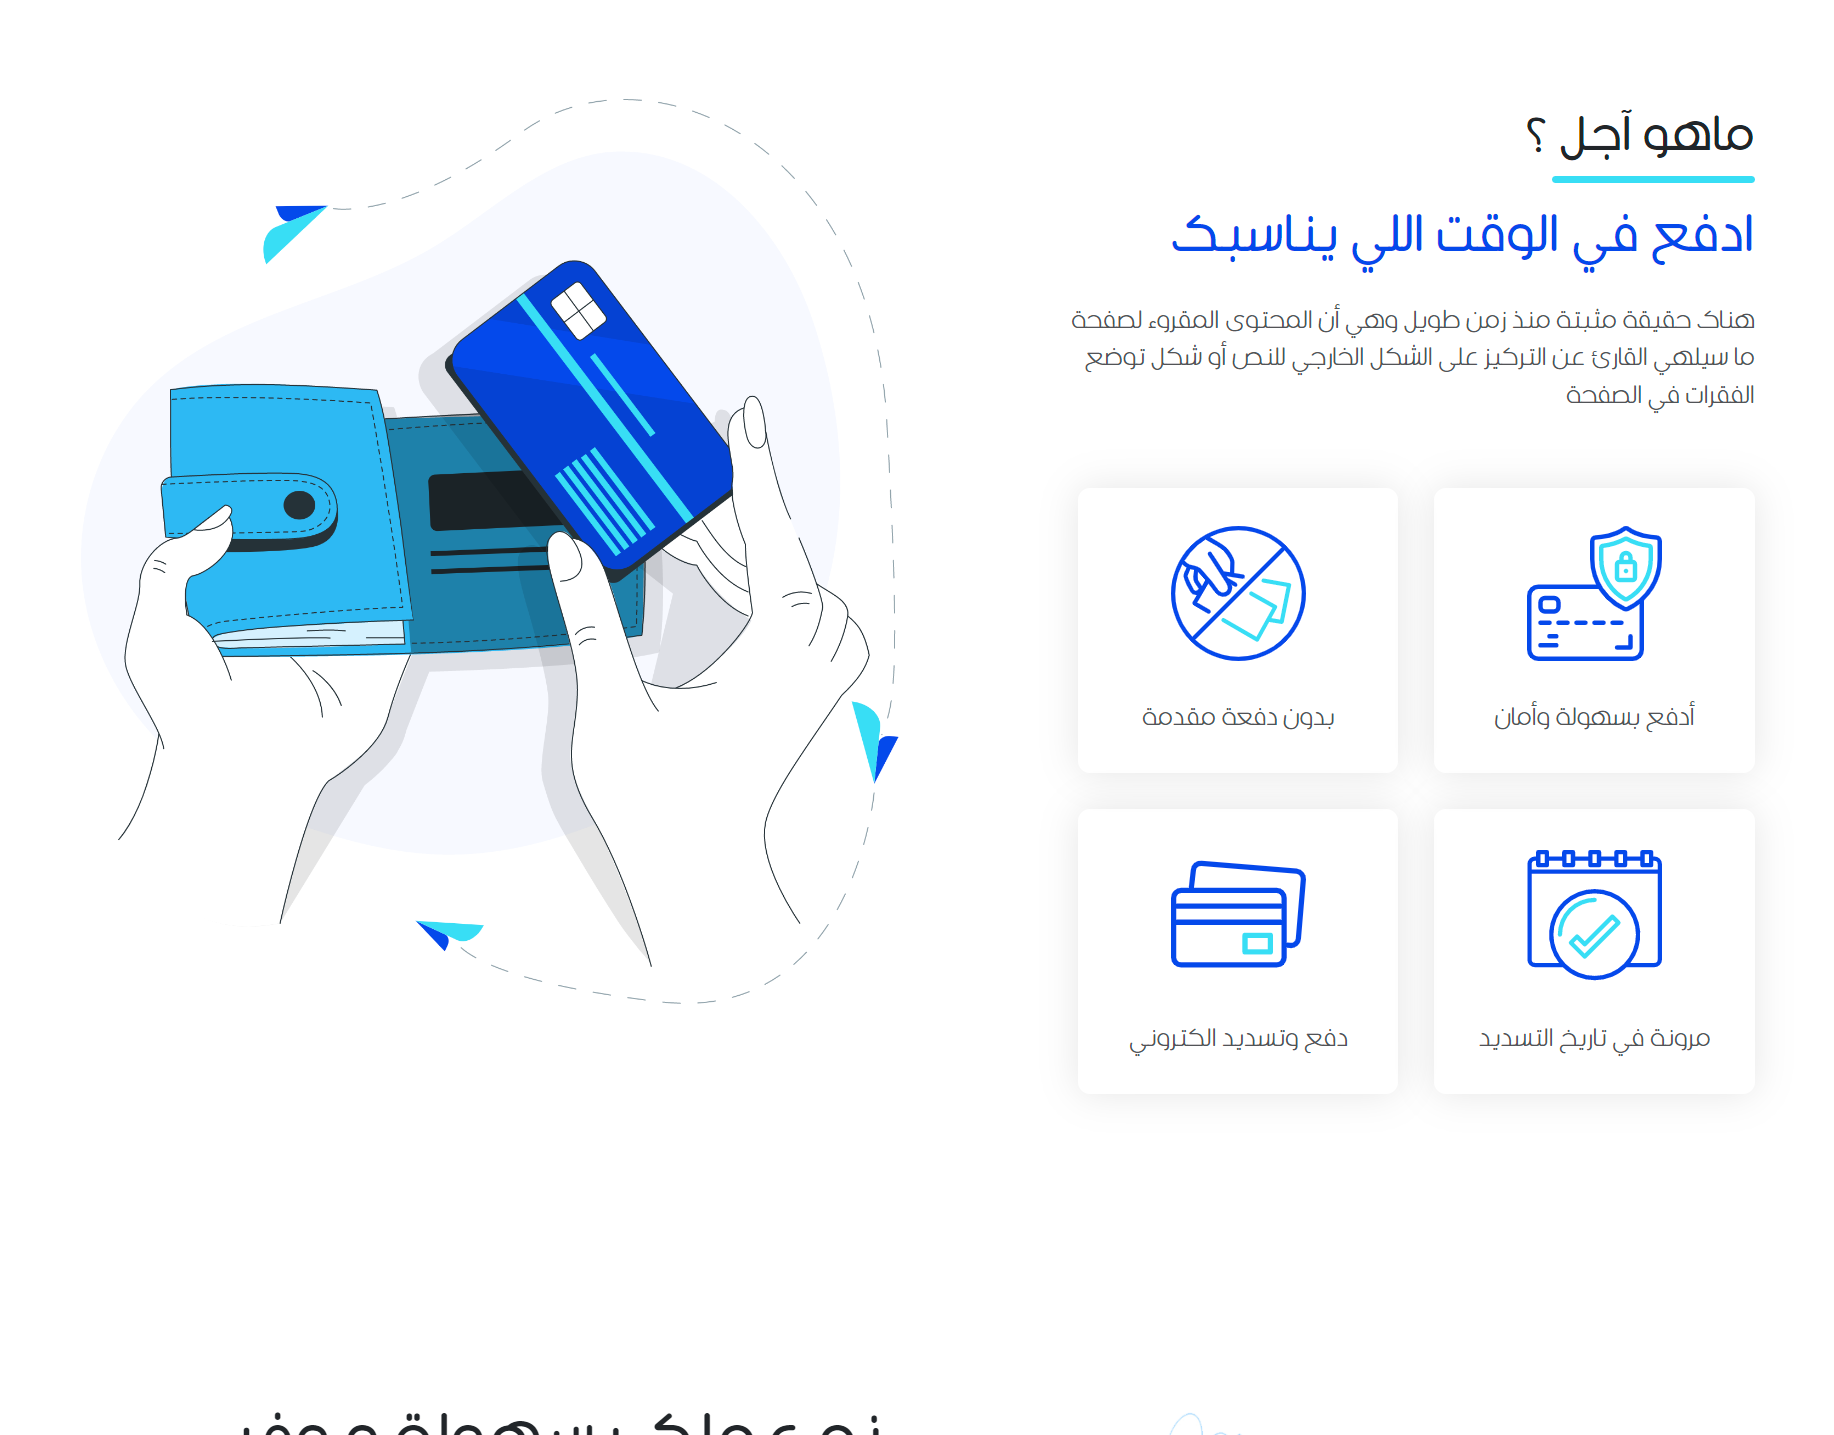 ماهو آجل ؟
ادفع في الوقت اللي يناسبك
هناك حقيقة مثبتة منذ زمن طويل وهي أن المحتوى المقروء لصفحة
ما سيلهي القارئ عن التركيز على الشكل الخارجي للنص أو شكل توضع
الفقرات في الصفحة
أدفع بسهولة وأمان
بدون دفعة مقدمة
مرونة في تاريخ التسديد
دفع وتسديد الكتروني